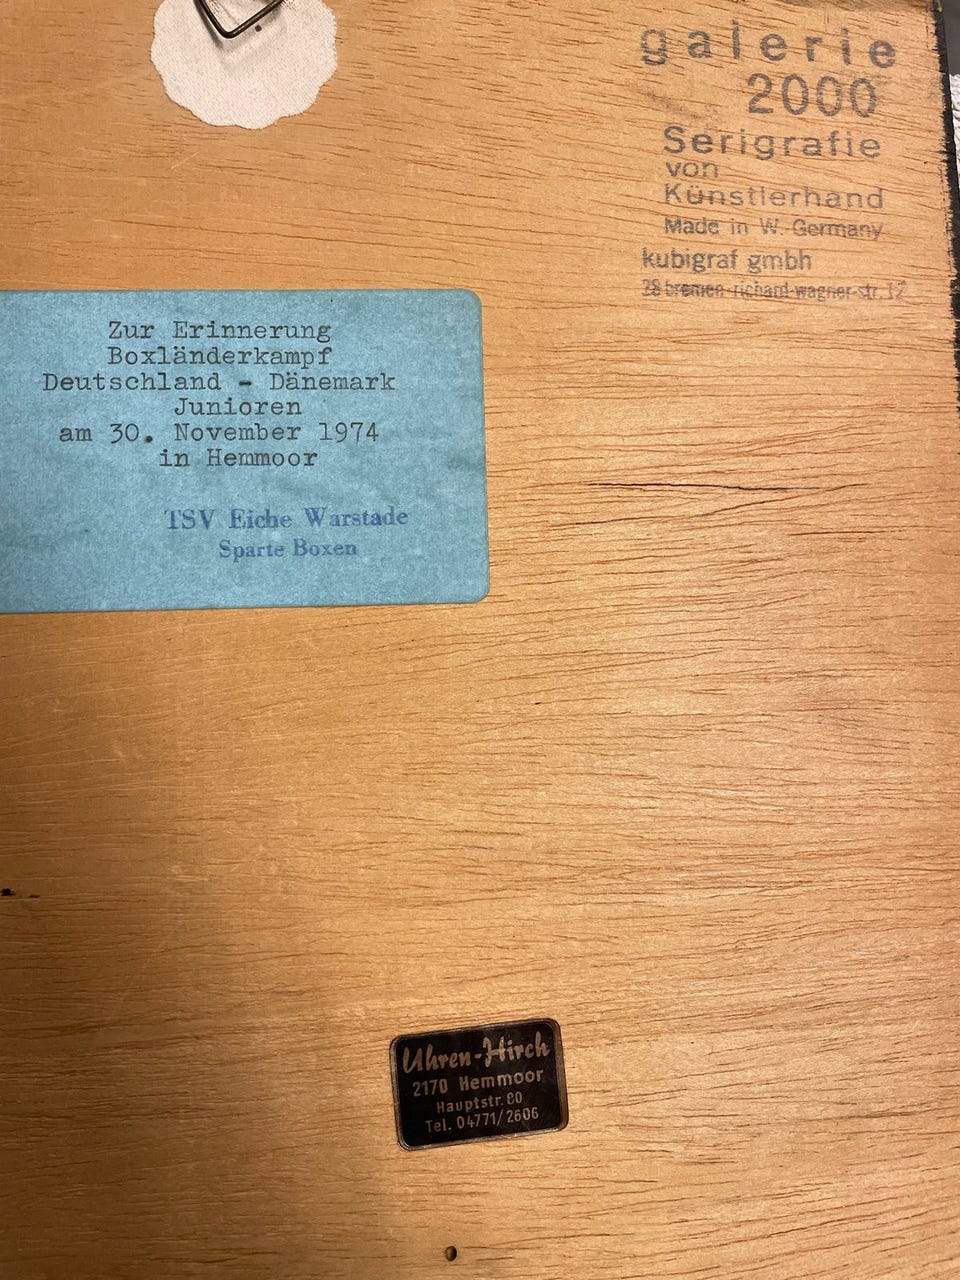 galerie
2000
Serigrafie
von
Künstlerhand
Made in W. Germany
kubigraf gmbh
28 bremen richard-wagner-str. 17
Zur Erinnerung
Boxländerkampf
Deutschland - Dänemark
Junioren
am 30. November 1974
in Hemmoor
TSV Eiche Warstade
Sparte Boxen
Uhren-Hirch
2170 Hemmoor
Hauptstr. 80
Tel. 04771/2606